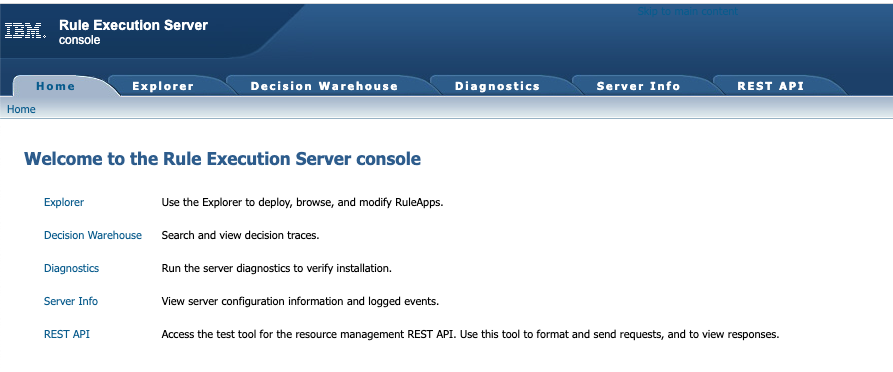 Skip to main content
IBM. Rule Execution Server
console
Home Explorer Decision Warehouse Diagnostics Server Info REST API
Home
Welcome to the Rule Execution Server console
Explorer Use the Explorer to deploy, browse, and modify RuleApps.
Decision Warehouse Search and view decision traces.
Diagnostics Run the server diagnostics to verify installation.
Server Info View server configuration information and logged events.
REST API Access the test tool for the resource management REST API. Use this tool to format and send requests, and to view responses.